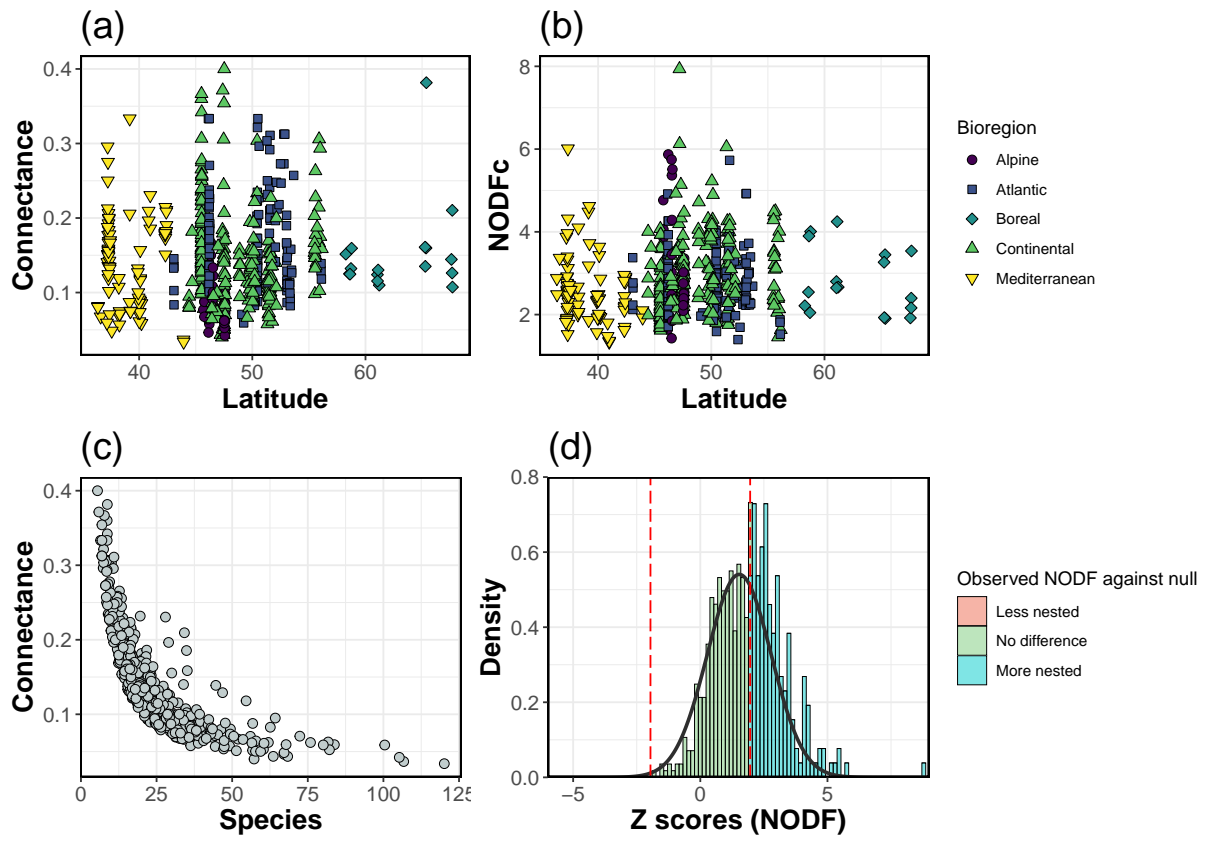 (a)
(b)
0.4
0.3
0.2
0.1
40
50
60
Connectance
Latitude
8
6
4
2
40
50
60
NODFc
Latitude
Bioregion
Alpine
Atlantic
Boreal
Continental
Mediterranean
(c)
(d)
0.4
0.3
0.2
0.1
0
25
50
75
100
125
Connectance
Species
0.8
0.6
0.4
0.2
0.0
−5
0
5
Density
Z scores (NODF)
Observed NODF against null
Less nested
No difference
More nested